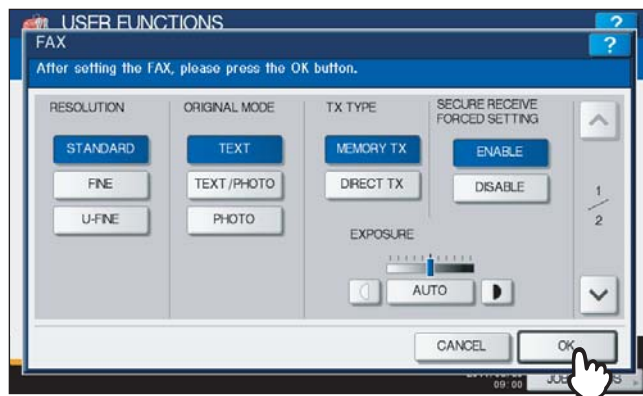 USER FUNCTIONS
?
FAX
?
After setting the FAX, please press the OK button.
RESOLUTION
ORIGINAL MODE
TX TYPE
SECURE RECEIVE
FORCED SETTING
STANDARD
TEXT
MEMORY TX
ENABLE
FINE
TEXT/PHOTO
DIRECT TX
DISABLE
1
2
U-FINE
PHOTO
EXPOSURE
AUTO
CANCEL
OK
09:00